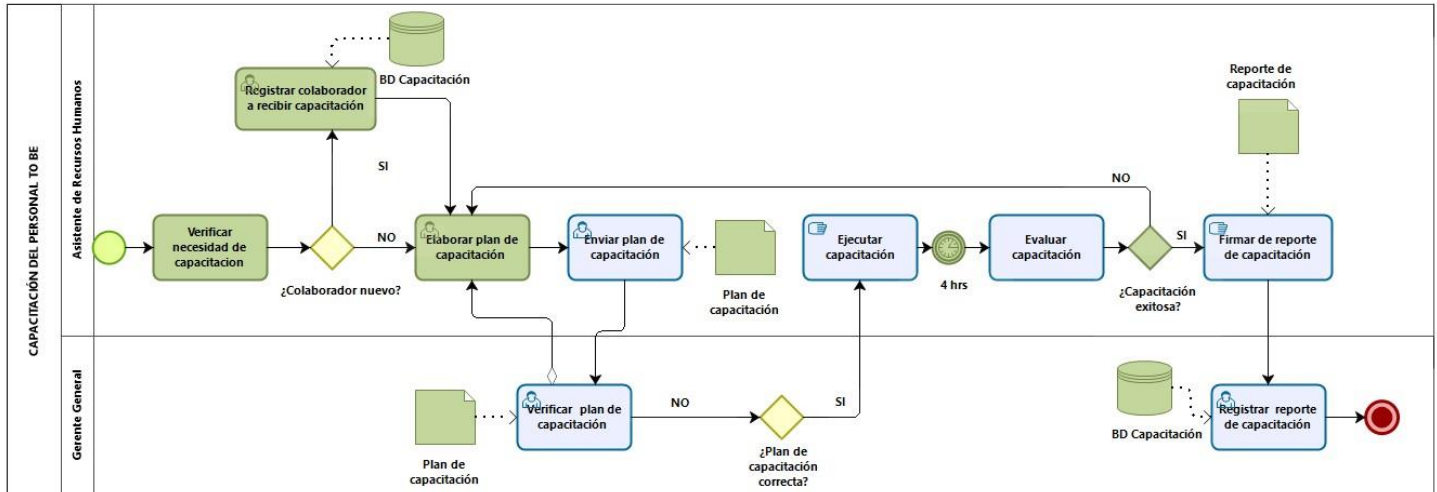 CAPACITACIÓN DEL PERSONAL TO BE
Asistente de Recursos Humanos
BD Capacitación
Registrar colaborador
a recibir capacitación
SI
Verificar
necesidad de
capacitacion
¿Colaborador nuevo?
NO
Elaborar plan de
capacitación
Enviar plan de
capacitación
Plan de
capacitación
Ejecutar
capacitación
4 hrs
Evaluar
capacitación
NO
¿Capacitación
exitosa?
SI
Reporte de
capacitación
Firmar de reporte
de capacitación
Gerente General
Plan de
capacitación
Verificar plan de
capacitación
NO
¿Plan de
capacitación
correcta?
SI
BD Capacitación
Registrar reporte
de capacitación